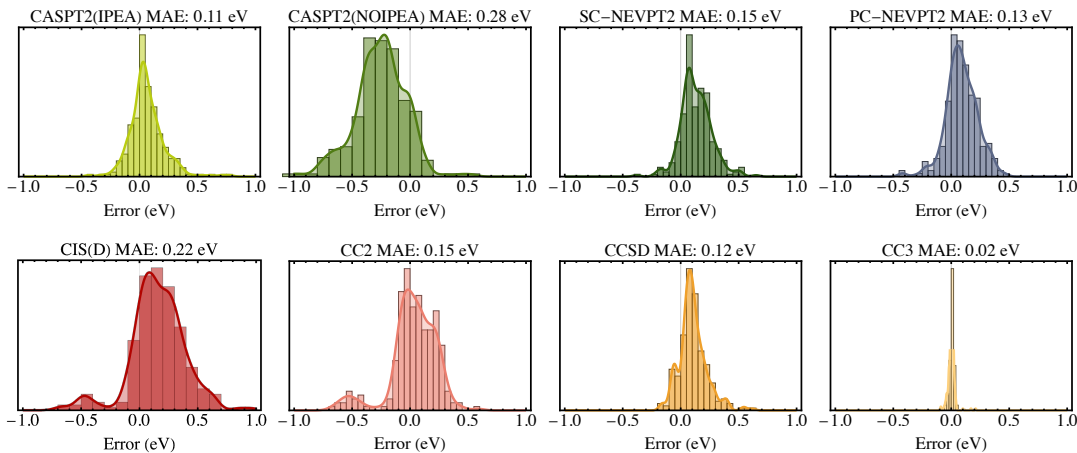 CASPT2(IPEA) MAE: 0.11 eV
CASPT2(NOIPEA) MAE: 0.28 eV
SC−NEVPT2 MAE: 0.15 eV
PC−NEVPT2 MAE: 0.13 eV
−1.0 −0.5 0.0 0.5 1.0
−1.0 −0.5 0.0 0.5 1.0
−1.0 −0.5 0.0 0.5 1.0
−1.0 −0.5 0.0 0.5 1.0
Error (eV)
Error (eV)
Error (eV)
Error (eV)
CIS(D) MAE: 0.22 eV
CC2 MAE: 0.15 eV
CCSD MAE: 0.12 eV
CC3 MAE: 0.02 eV
−1.0 −0.5 0.0 0.5 1.0
−1.0 −0.5 0.0 0.5 1.0
−1.0 −0.5 0.0 0.5 1.0
−1.0 −0.5 0.0 0.5 1.0
Error (eV)
Error (eV)
Error (eV)
Error (eV)